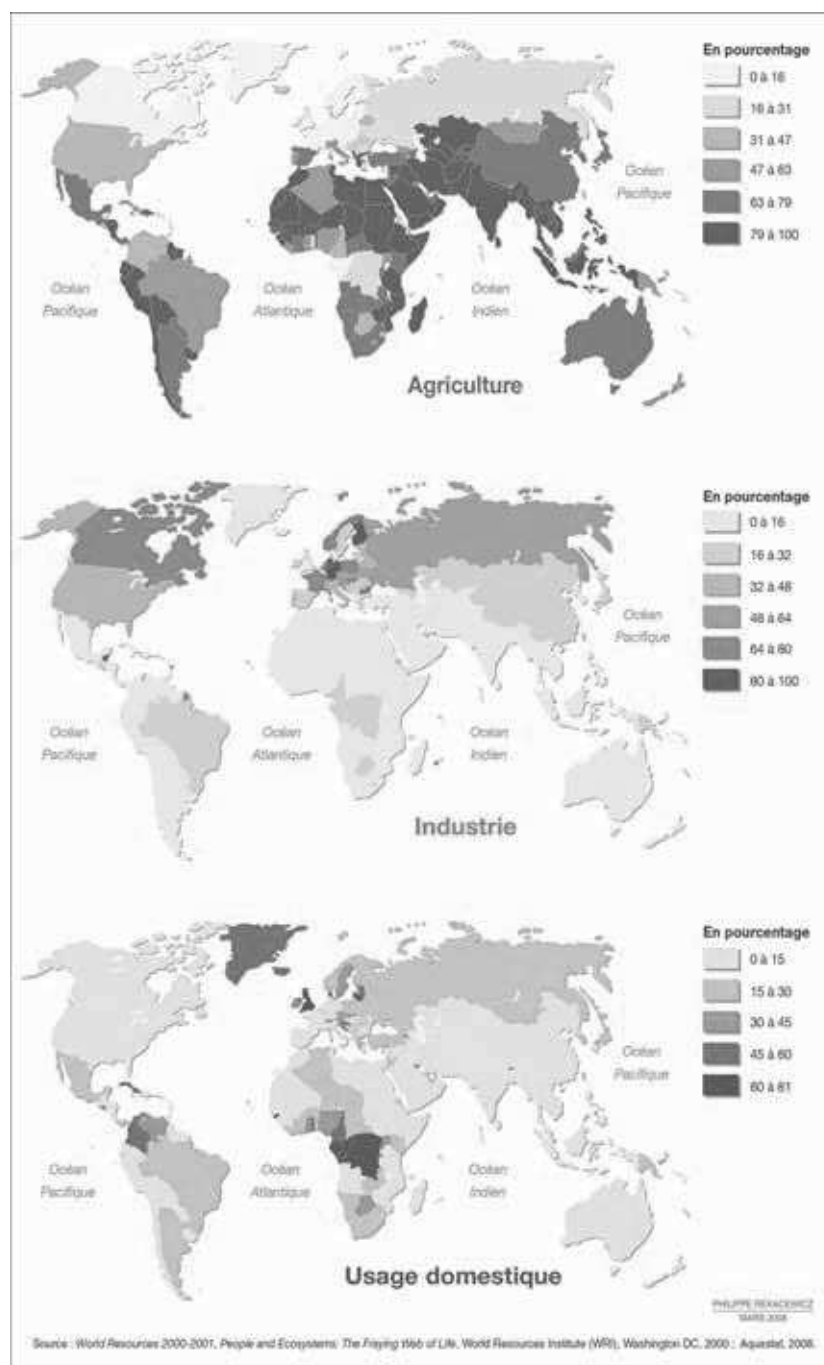 En pourcentage
0 à 16
16 à 31
31 à 47
47 à 63
63 à 79
79 à 100
Océan
Pacifique
Océan
Pacifique
Océan
Atlantique
Océan
Indien
Agriculture
En pourcentage
0 à 16
16 à 32
32 à 48
48 à 64
64 à 80
80 à 100
Océan
Pacifique
Océan
Pacifique
Océan
Atlantique
Océan
Indien
Industrie
En pourcentage
0 à 15
15 à 30
30 à 45
45 à 60
60 à 81
Océan
Pacifique
Océan
Pacifique
Océan
Atlantique
Océan
Indien
Usage domestique
PHILIPPE REKACEWICZ
MARS 2008
Source : World Resources 2000-2001, People and Ecosystems: The Fraying Web of Life, World Resources Institute (WRI), Washington DC, 2000 ; Aquastat, 2008.